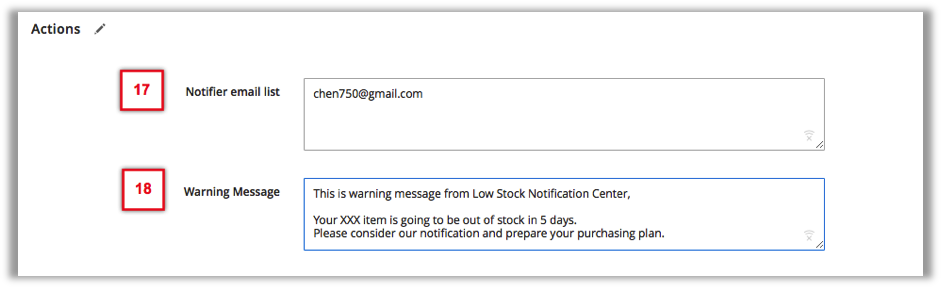 Actions
17
Notifier email list
chen750@gmail.com
18
Warning Message
This is warning message from Low Stock Notification Center,
Your XXX item is going to be out of stock in 5 days.
Please consider our notification and prepare your purchasing plan.